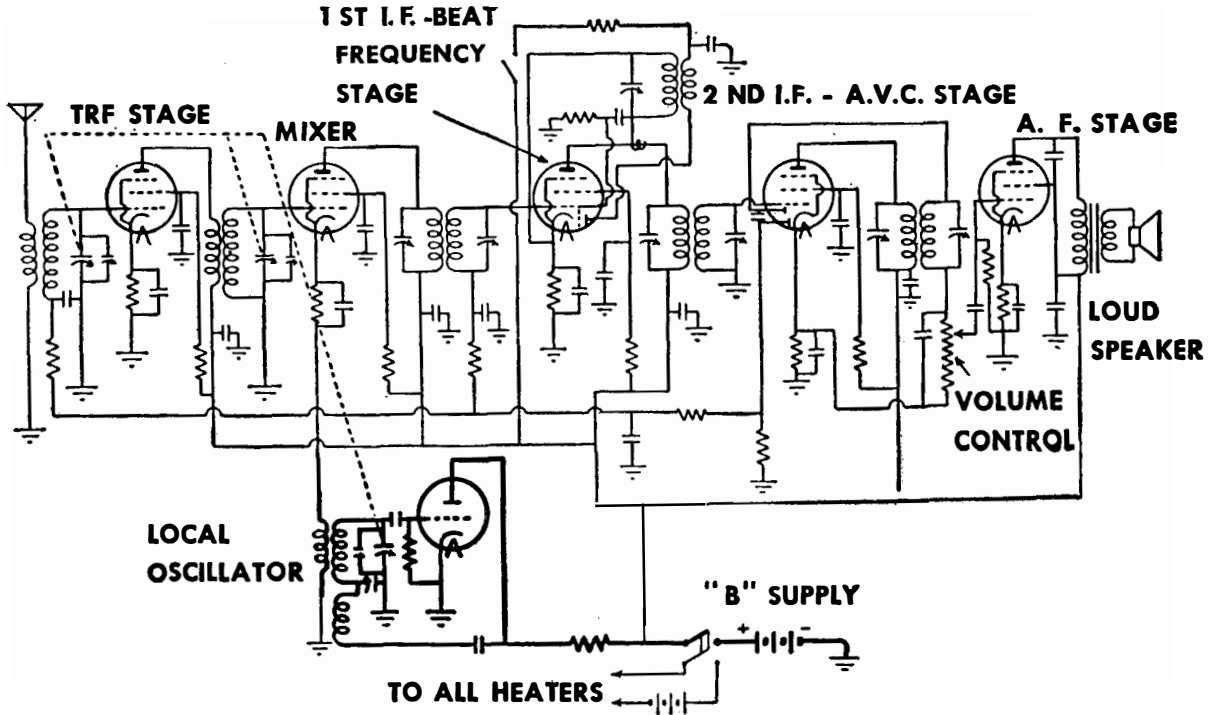 1 ST I.F. -BEAT
FREQUENCY
STAGE
2 ND I.F. - A.V.C. STAGE
TRF STAGE
MIXER
A. F. STAGE
LOUD
SPEAKER
VOLUME
CONTROL
LOCAL
OSCILLATOR
"B" SUPPLY
+ -
TO ALL HEATERS